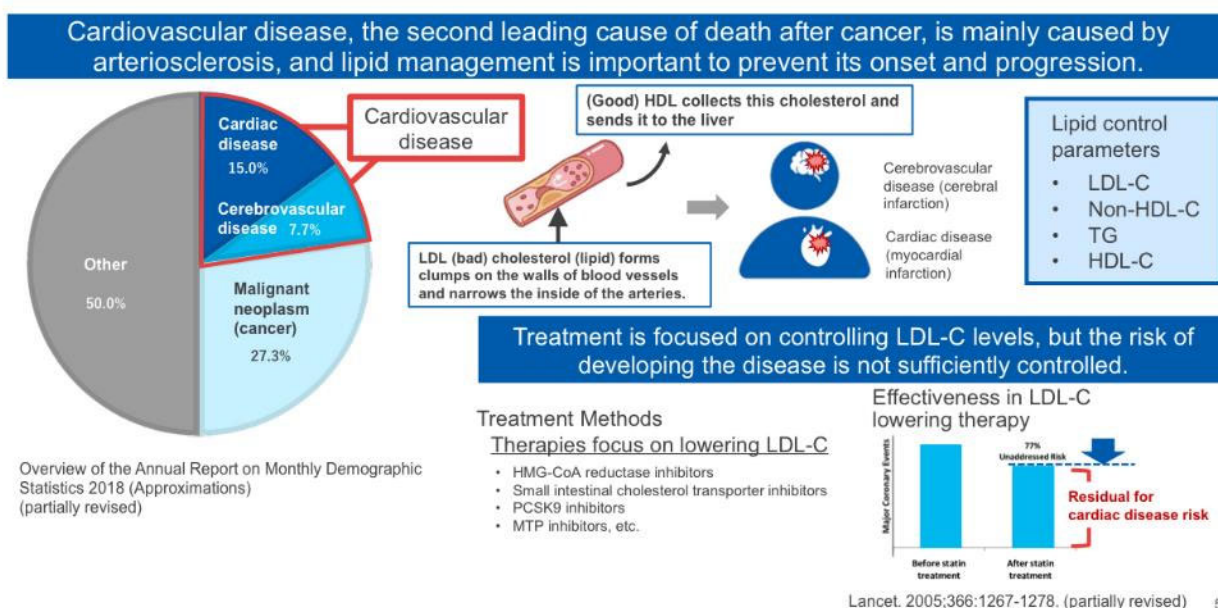 Cardiovascular disease, the second leading cause of death after cancer, is mainly caused by
arteriosclerosis, and lipid management is important to prevent its onset and progression.
Cardiac
disease
15.0%
Cerebrovascular
disease 7.7%
Other
50.0%
Malignant
neoplasm
(cancer)
27.3%
Cardiovascular
disease
Overview of the Annual Report on Monthly Demographic
Statistics 2018 (Approximations)
(partially revised)
(Good) HDL collects this cholesterol and
sends it to the liver
LDL (bad) cholesterol (lipid) forms
clumps on the walls of blood vessels
and narrows the inside of the arteries.
Cerebrovascular
disease (cerebral
infarction)
Cardiac disease
(myocardial
infarction)
Lipid control
parameters
• LDL-C
• Non-HDL-C
• TG
• HDL-C
Treatment is focused on controlling LDL-C levels, but the risk of
developing the disease is not sufficiently controlled.
Treatment Methods
Therapies focus on lowering LDL-C
• HMG-CoA reductase inhibitors
• Small intestinal cholesterol transporter inhibitors
• PCSK9 inhibitors
• MTP inhibitors, etc.
Effectiveness in LDL-C
lowering therapy
Major Coronary Events
77%
Unaddressed Risk
Residual for
cardiac disease risk
Before statin
treatment
After statin
treatment
Lancet. 2005;366:1267-1278. (partially revised)